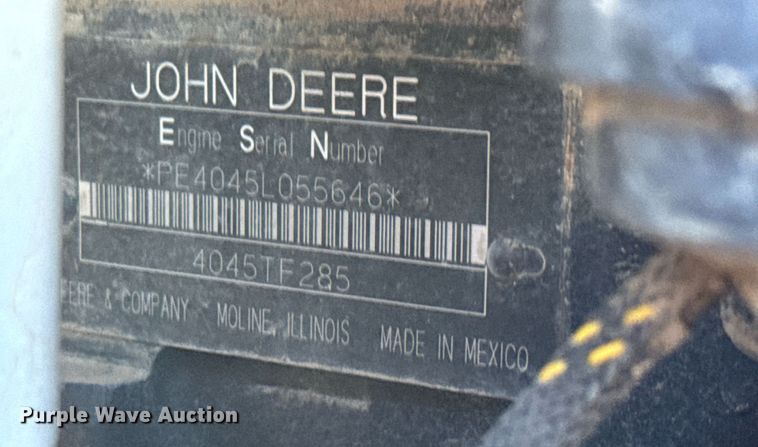 JOHN DEERE
Engine Serial Number
*PE4045L055646*
4045TF285
EERE & COMPANY MOLINE, ILLINOIS MADE IN MEXICO
Purple Wave Auction